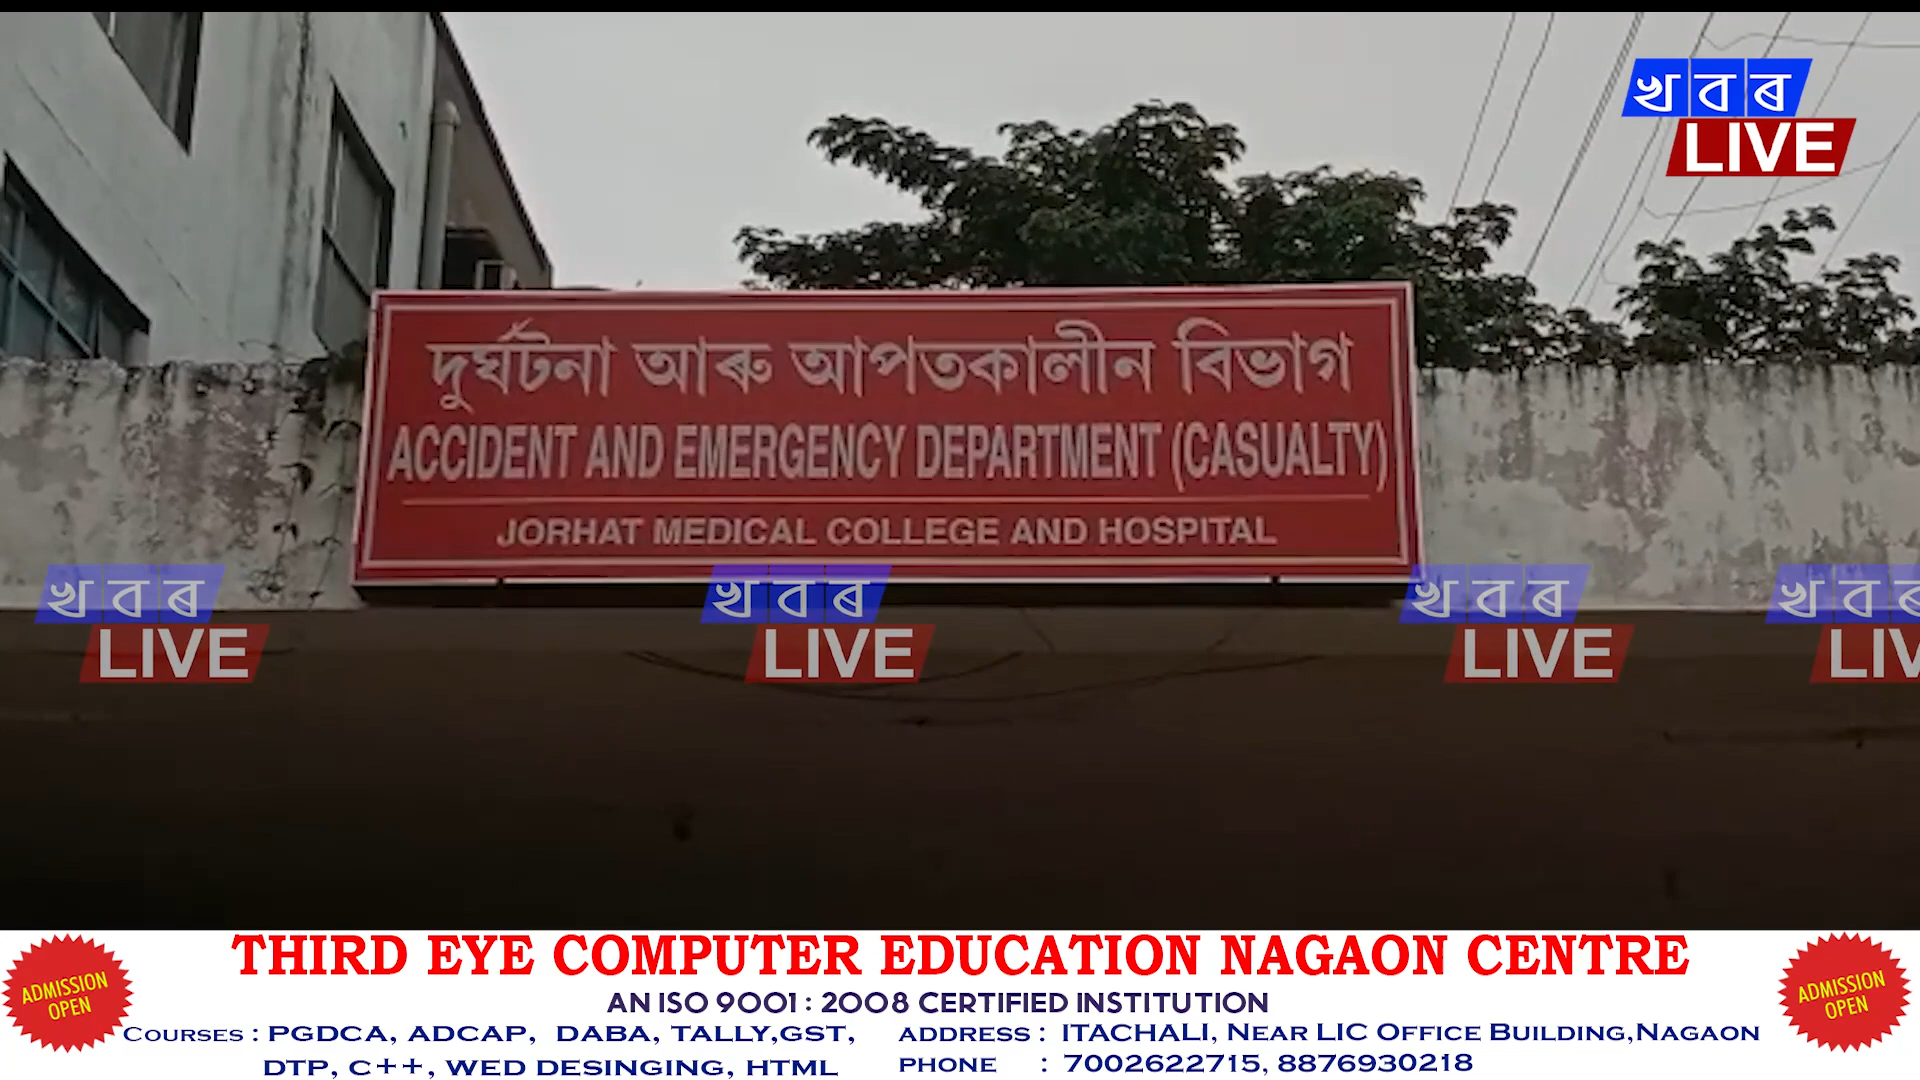 খবৰ
LIVE
দুৰ্ঘটনা আৰু আপতকালীন বিভাগ
ACCIDENT AND EMERGENCY DEPARTMENT (CASUALTY)
JORHAT MEDICAL COLLEGE AND HOSPITAL
খবৰ খবৰ খবৰ খবৰ
LIVE LIVE LIVE LIV
THIRD EYE COMPUTER EDUCATION NAGAON CENTRE
ADMISSION OPEN
AN ISO 9001 : 2008 CERTIFIED INSTITUTION
ADMISSION OPEN
COURSES : PGDCA, ADCAP, DABA, TALLY,GST,
DTP, C++, WED DESINGING, HTML
ADDRESS : ITACHALI, NEAR LIC OFFICE BUILDING,NAGAON
PHONE : 7002622715, 8876930218